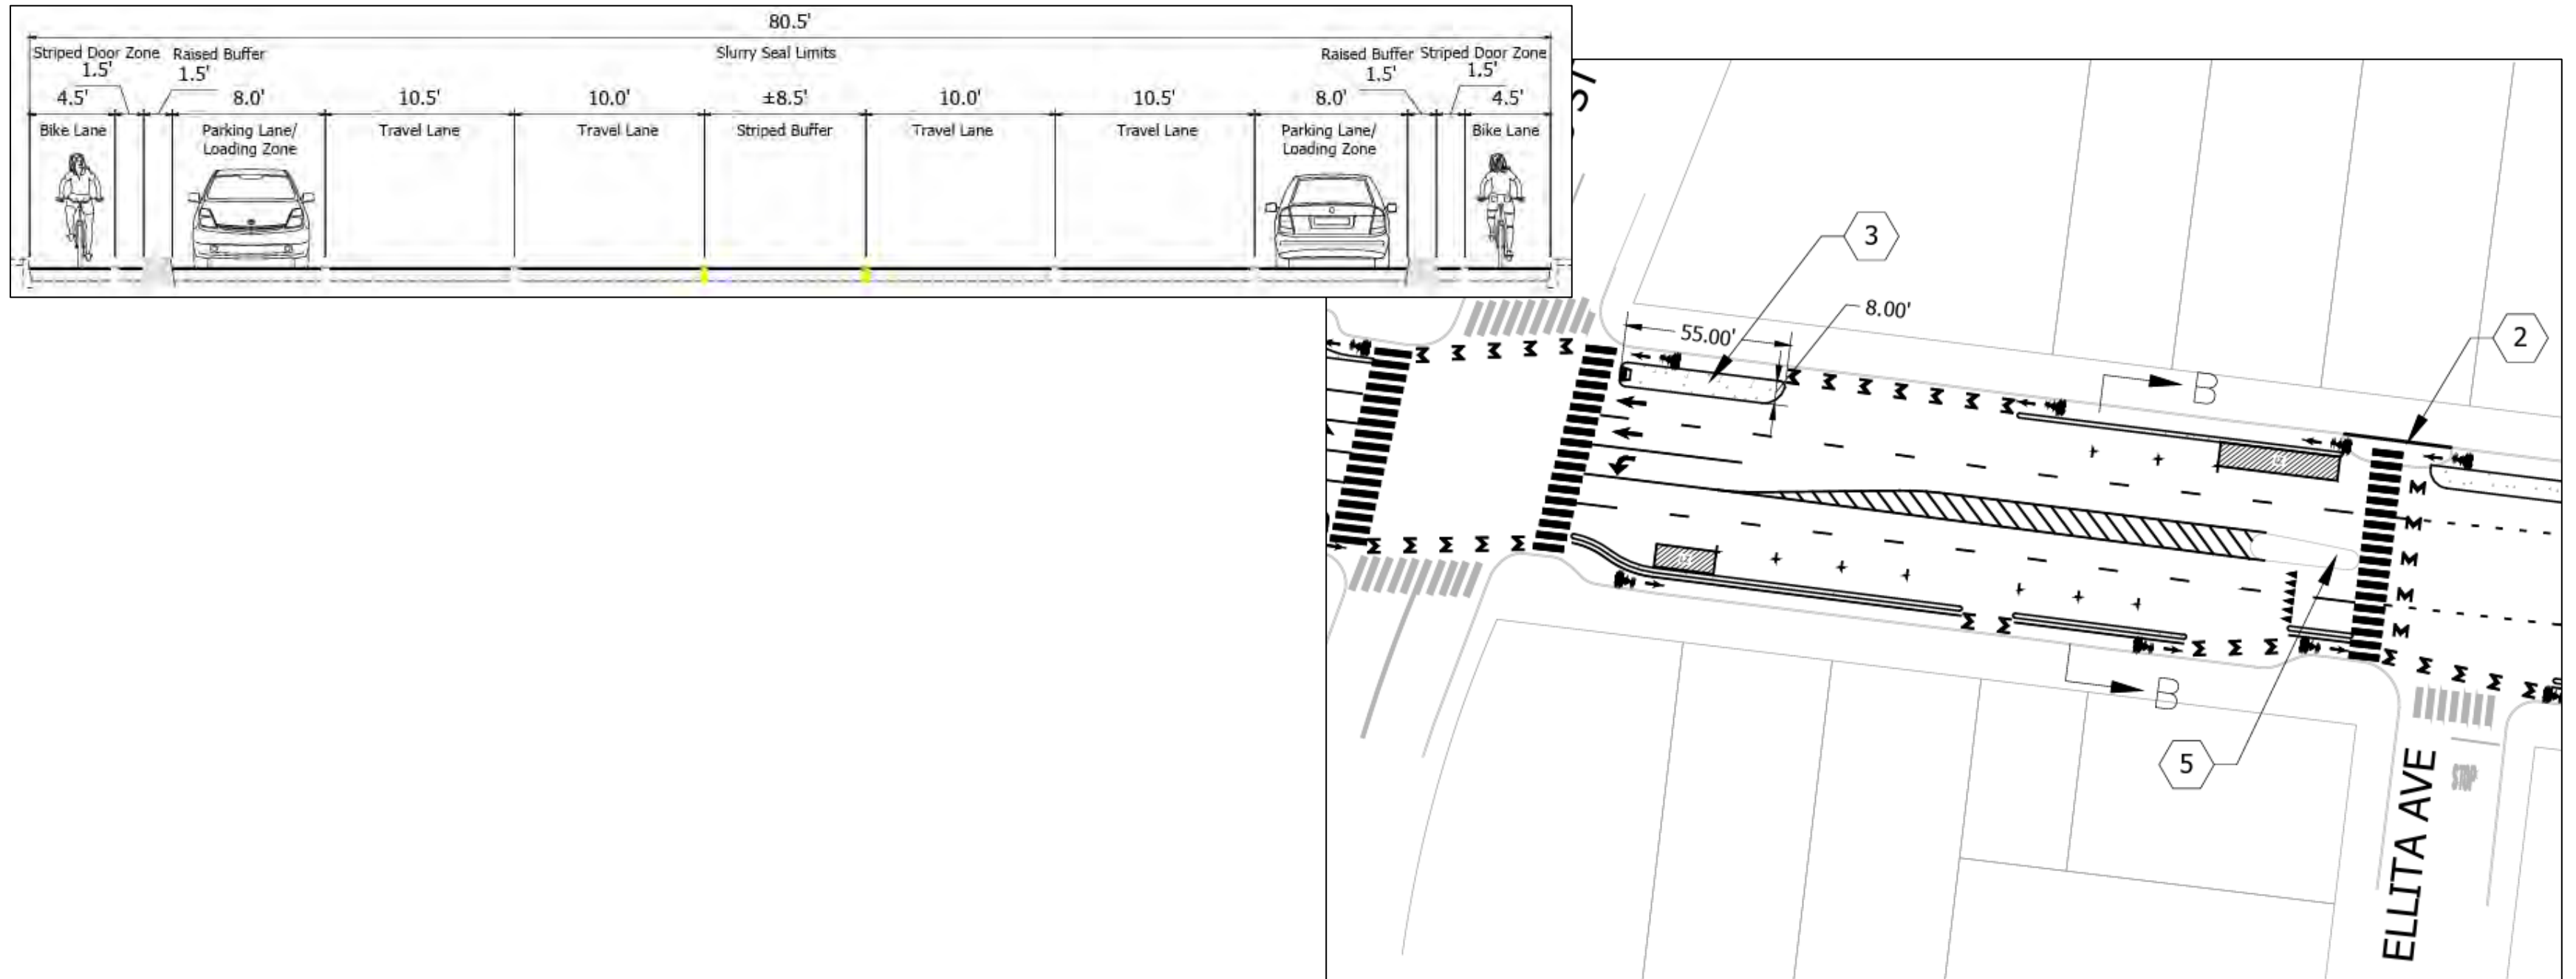 80.5'
Striped Door Zone Raised Buffer Slurry Seal Limits Raised Buffer Striped Door Zone
1.5' 1.5' 1.5' 1.5'
4.5' 8.0' 10.5' 10.0' ±8.5' 10.0' 10.5' 8.0' 4.5'
Bike Lane Parking Lane/ Travel Lane Travel Lane Striped Buffer Travel Lane Travel Lane Parking Lane/ Bike Lane
Loading Zone Loading Zone
ST
3
8.00'
55.00'
2
B
B
5
ELLITA AVE
STOP